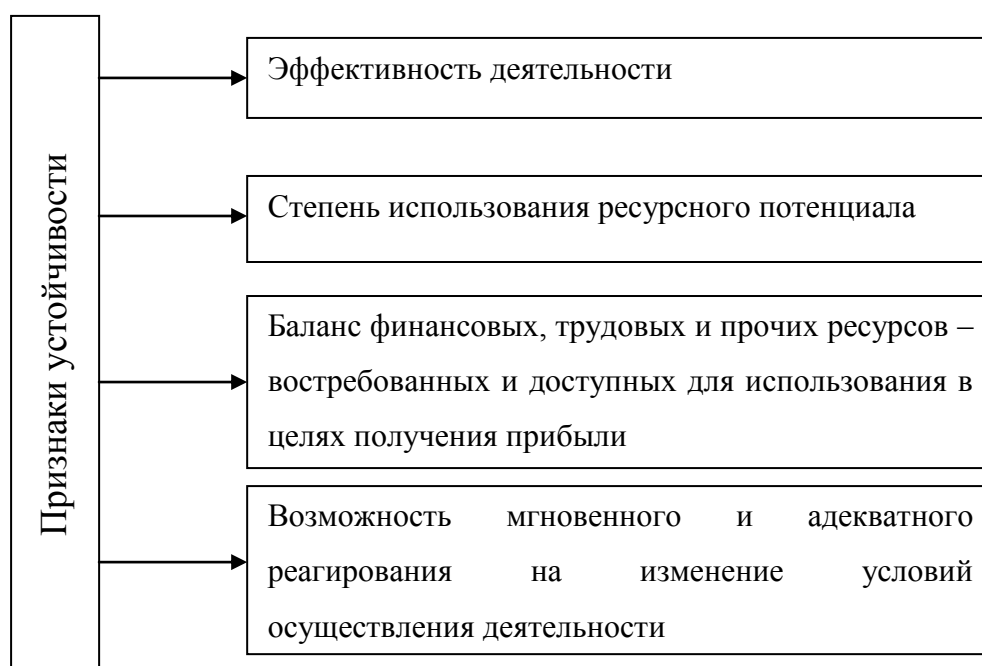 Признаки устойчивости
Эффективность деятельности
Степень использования ресурсного потенциала
Баланс финансовых, трудовых и прочих ресурсов –
востребованных и доступных для использования в
целях получения прибыли
Возможность мгновенного и адекватного
реагирования на изменение условий
осуществления деятельности